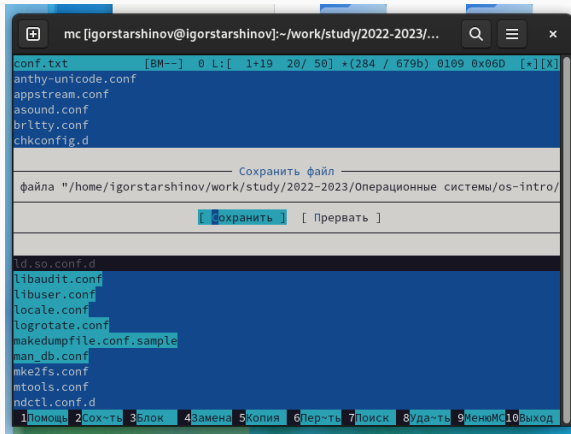 mc [igorstarshinov@igorstarshinov]:~/work/study/2022-2023/...
conf.txt [BM--] 0 L:[ 1+19 20/ 50] *(284 / 679b) 0109 0x06D [*][X]
anthy-unicode.conf
appstream.conf
asound.conf
brltty.conf
chkconfig.d
Сохранить файл
файла "/home/igorstarshinov/work/study/2022-2023/Операционные системы/os-intro/
[ Сохранить ] [ Прервать ]
ld.so.conf.d
libaudit.conf
libuser.conf
locale.conf
logrotate.conf
makedumpfile.conf.sample
man_db.conf
mke2fs.conf
mtools.conf
ndctl.conf.d
1Помощь 2Сох~ть 3Блок 4Замена 5Копия 6Пер~ть 7Поиск 8Уда~ть 9МенюMC 10Выход